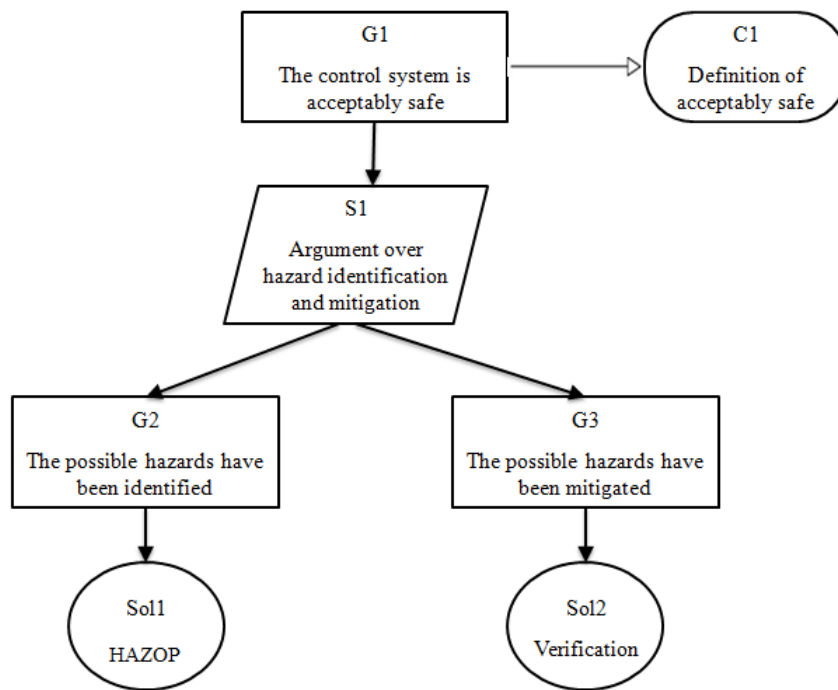 G1
The control system is
acceptably safe
C1
Definition of
acceptably safe
S1
Argument over
hazard identification
and mitigation
G2
The possible hazards have
been identified
G3
The possible hazards have
been mitigated
Sol1
HAZOP
Sol2
Verification